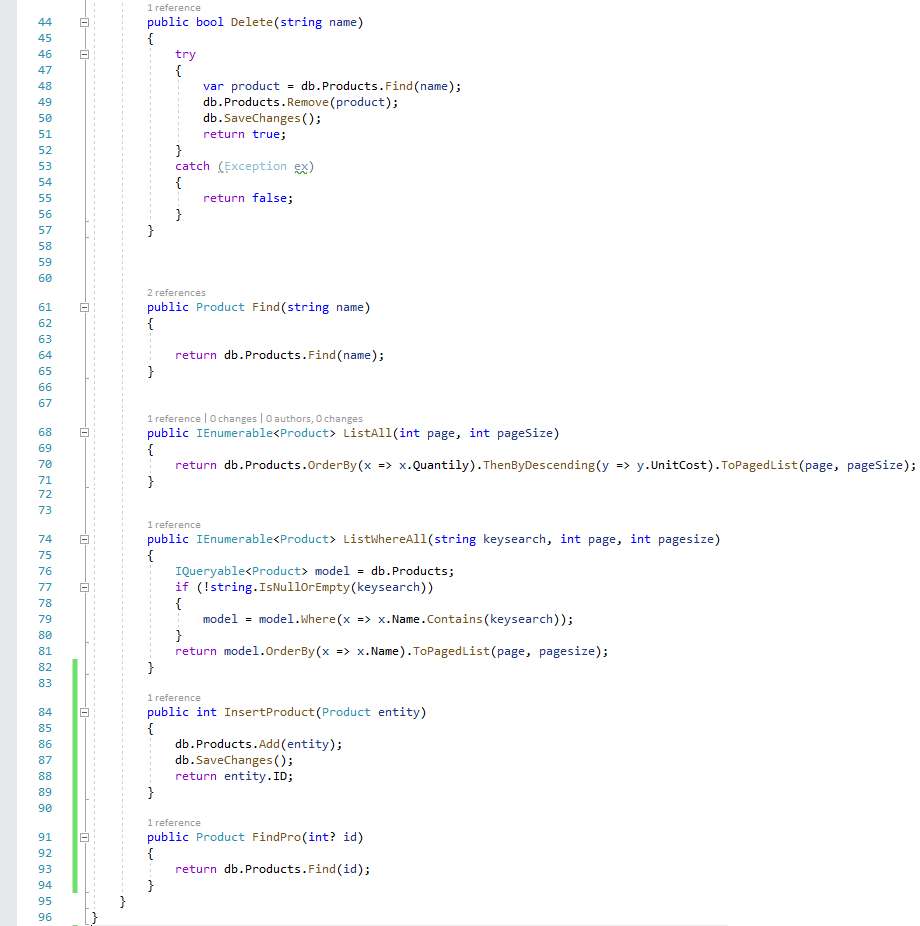 1 reference
44 public bool Delete(string name)
45 {
46 try
47 {
48 var product = db.Products.Find(name);
49 db.Products.Remove(product);
50 db.SaveChanges();
51 return true;
52 }
53 catch (Exception ex)
54 {
55 return false;
56 }
57 }
58
59
60
2 references
61 public Product Find(string name)
62 {
63
64 return db.Products.Find(name);
65 }
66
67
1 reference | 0 changes | 0 authors, 0 changes
68 public IEnumerable<Product> ListAll(int page, int pageSize)
69 {
70 return db.Products.OrderBy(x => x.Quantily).ThenByDescending(y => y.UnitCost).ToPagedList(page, pageSize);
71 }
72
73
1 reference
74 public IEnumerable<Product> ListWhereAll(string keysearch, int page, int pagesize)
75 {
76 IQueryable<Product> model = db.Products;
77 if (!string.IsNullOrEmpty(keysearch))
78 {
79 model = model.Where(x => x.Name.Contains(keysearch));
80 }
81 return model.OrderBy(x => x.Name).ToPagedList(page, pagesize);
82 }
83
1 reference
84 public int InsertProduct(Product entity)
85 {
86 db.Products.Add(entity);
87 db.SaveChanges();
88 return entity.ID;
89 }
90
1 reference
91 public Product FindPro(int? id)
92 {
93 return db.Products.Find(id);
94 }
95 }
96 }